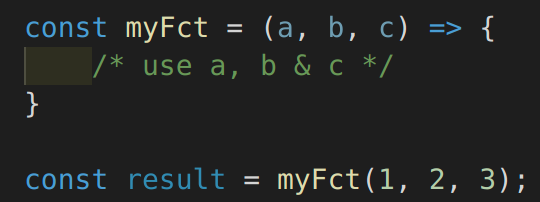 const myFct = (a, b, c) => {
/* use a, b & c */
}
const result = myFct(1, 2, 3);